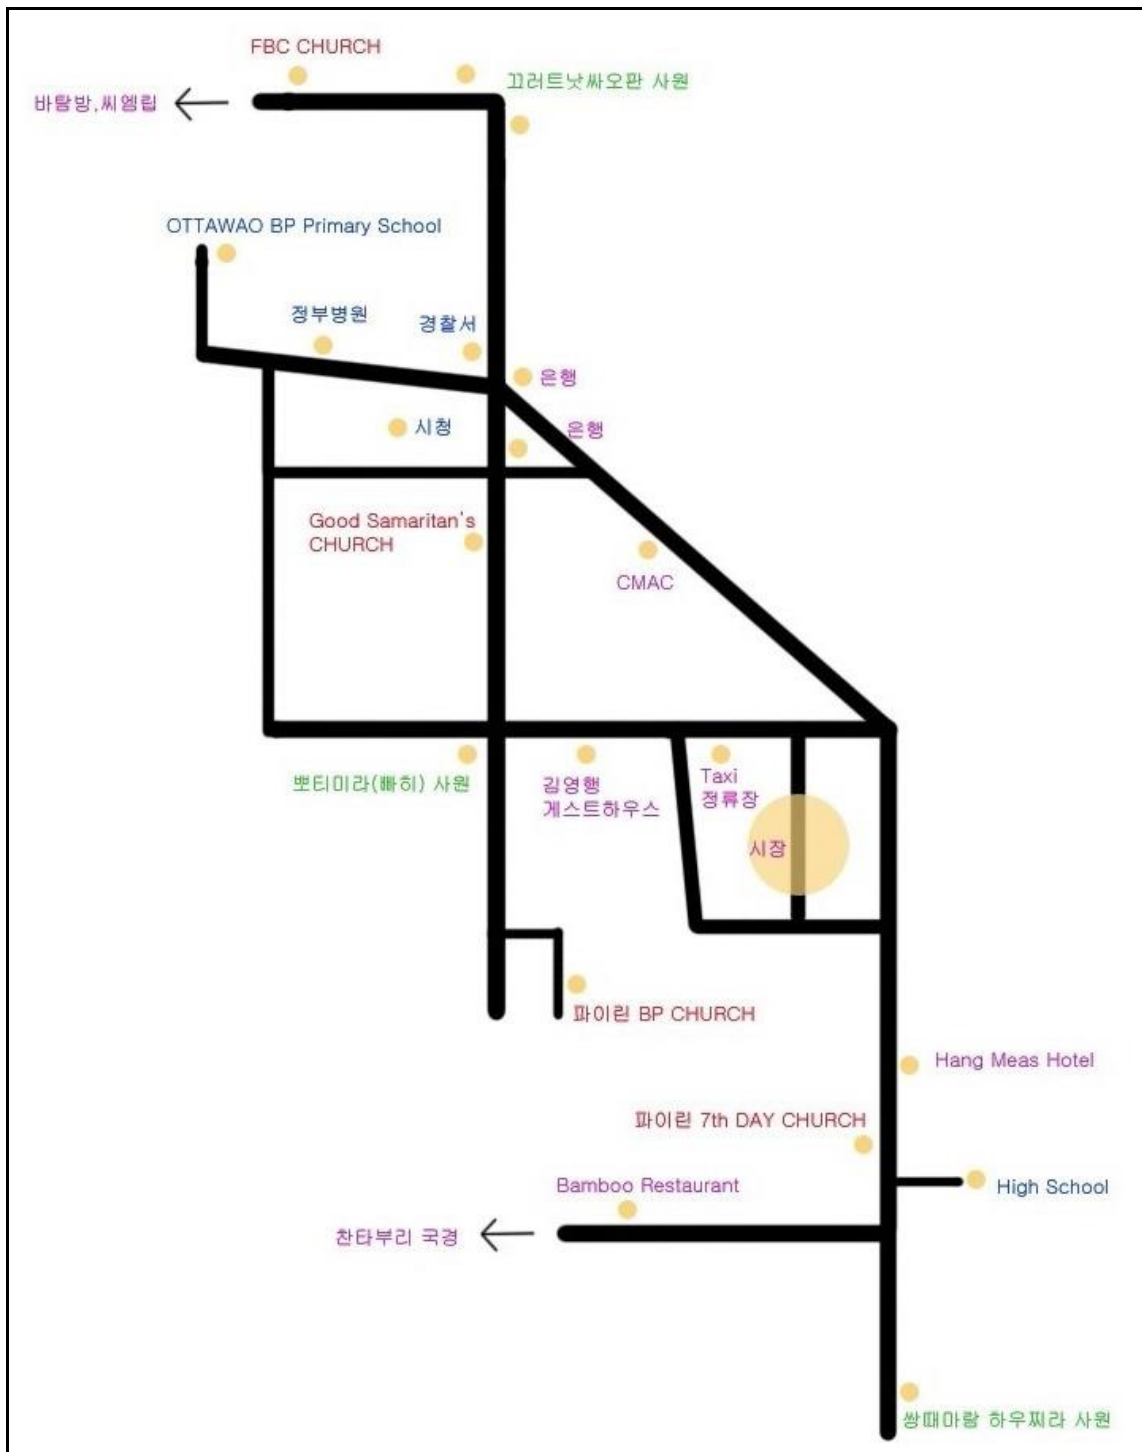 FBC CHURCH
끄러트낫싸오판 사원
바탐방,씨엠립
OTTAWAO BP Primary School
정부병원
경찰서
은행
시청
은행
Good Samaritan's
CHURCH
CMAC
뽀티미라(빠히) 사원
김영행
게스트하우스
Taxi
정류장
시장
파이린 BP CHURCH
Hang Meas Hotel
파이린 7th DAY CHURCH
Bamboo Restaurant
High School
찬타부리 국경
쌍때마람 하우찌라 사원